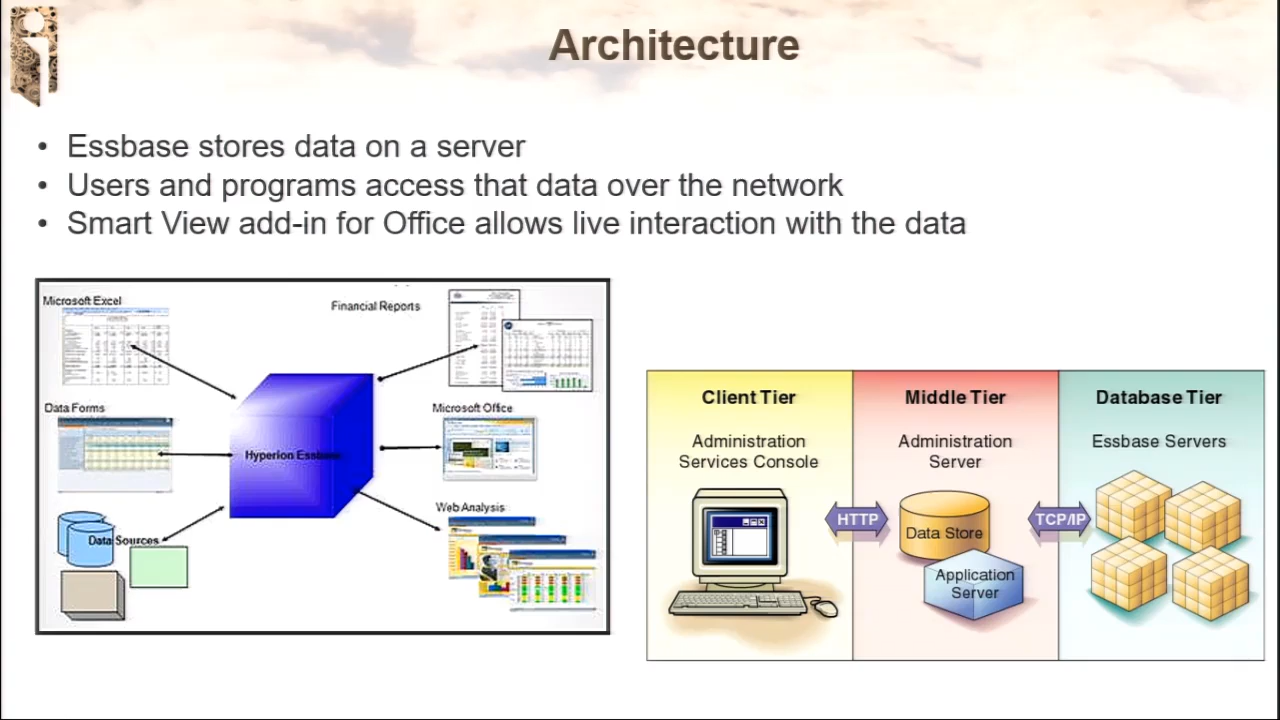 Architecture
• Essbase stores data on a server
• Users and programs access that data over the network
• Smart View add-in for Office allows live interaction with the data
Microsoft Excel
Financial Reports
Data Forms
Microsoft Office
Hyperion Essbase
Web Analysis
Data Sources
Client Tier
Administration
Services Console
HTTP
Middle Tier
Administration
Server
Data Store
Application
Server
TCP/IP
Database Tier
Essbase Servers